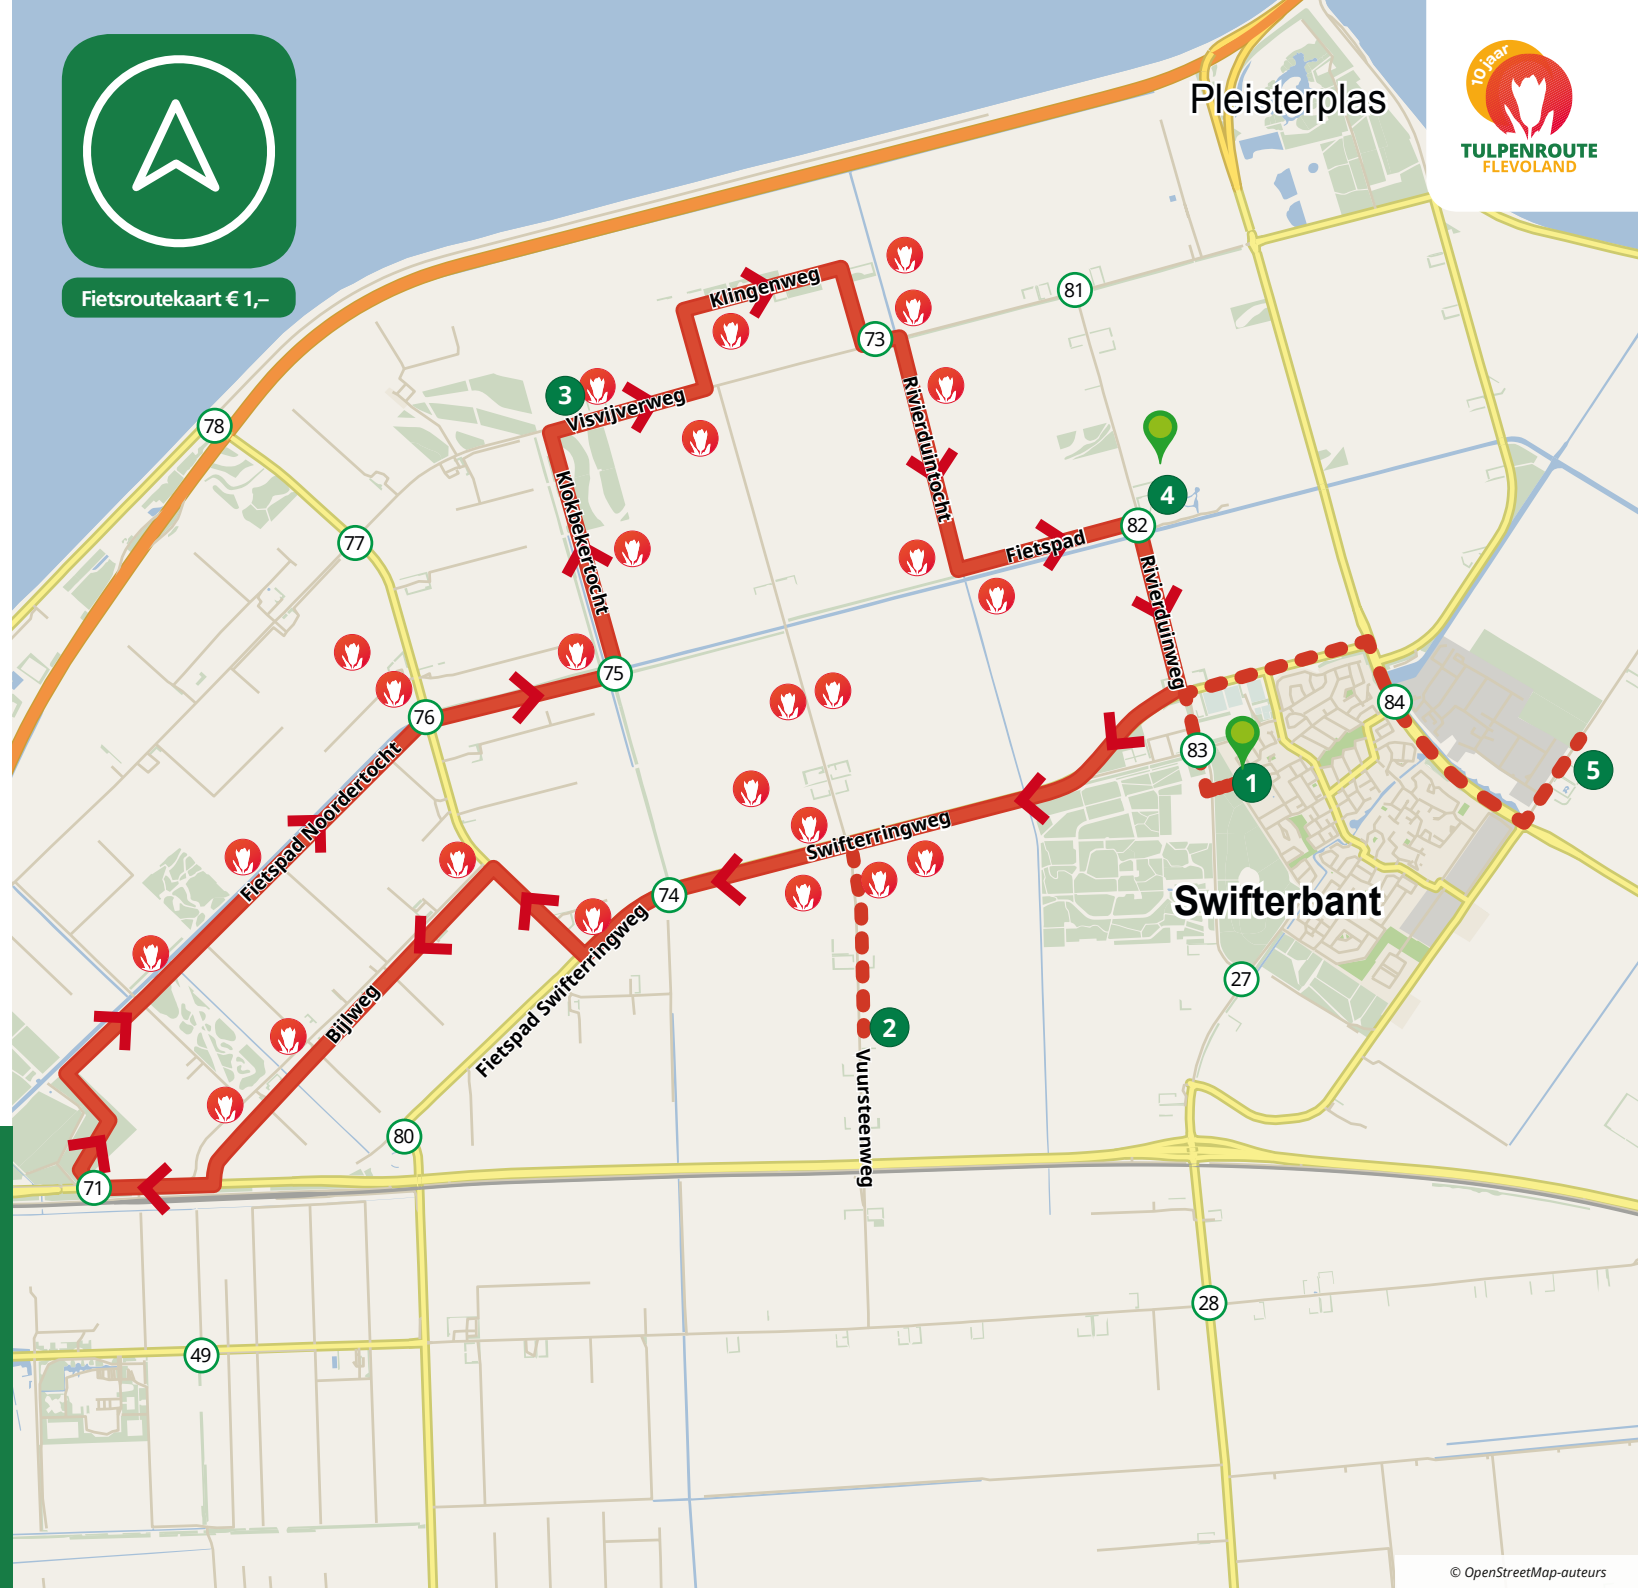 Pleisterplas
10 jaar
TULPENROUTE
FLEVOLAND
Fietsroutekaart € 1,–
Klingenweg
81
73
3
Visvijverweg
78
Rivierduintocht
4
Klokbekertocht
82
77
Fietspad
Rivierduinweg
75
84
76
83
5
1
Fietspad Noordertocht
Swifterringweg
74
Swifterbant
Fietspad Swifterringweg
27
Bijlweg
2
Vuursteenweg
80
71
28
49
© OpenStreetMap-auteurs